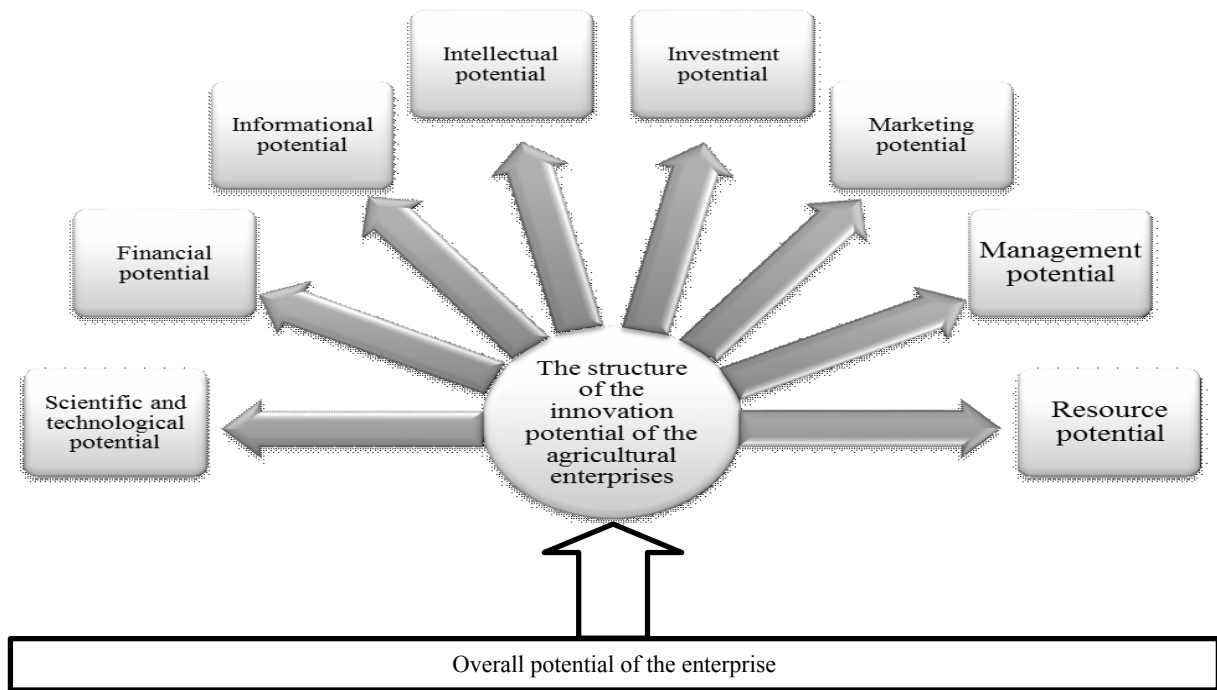 Intellectual
potential
Investment
potential
Informational
potential
Marketing
potential
Financial
potential
Management
potential
Scientific and
technological
potential
Resource
potential
The structure
of the
innovation
potential of the
agricultural
enterprises
Overall potential of the enterprise